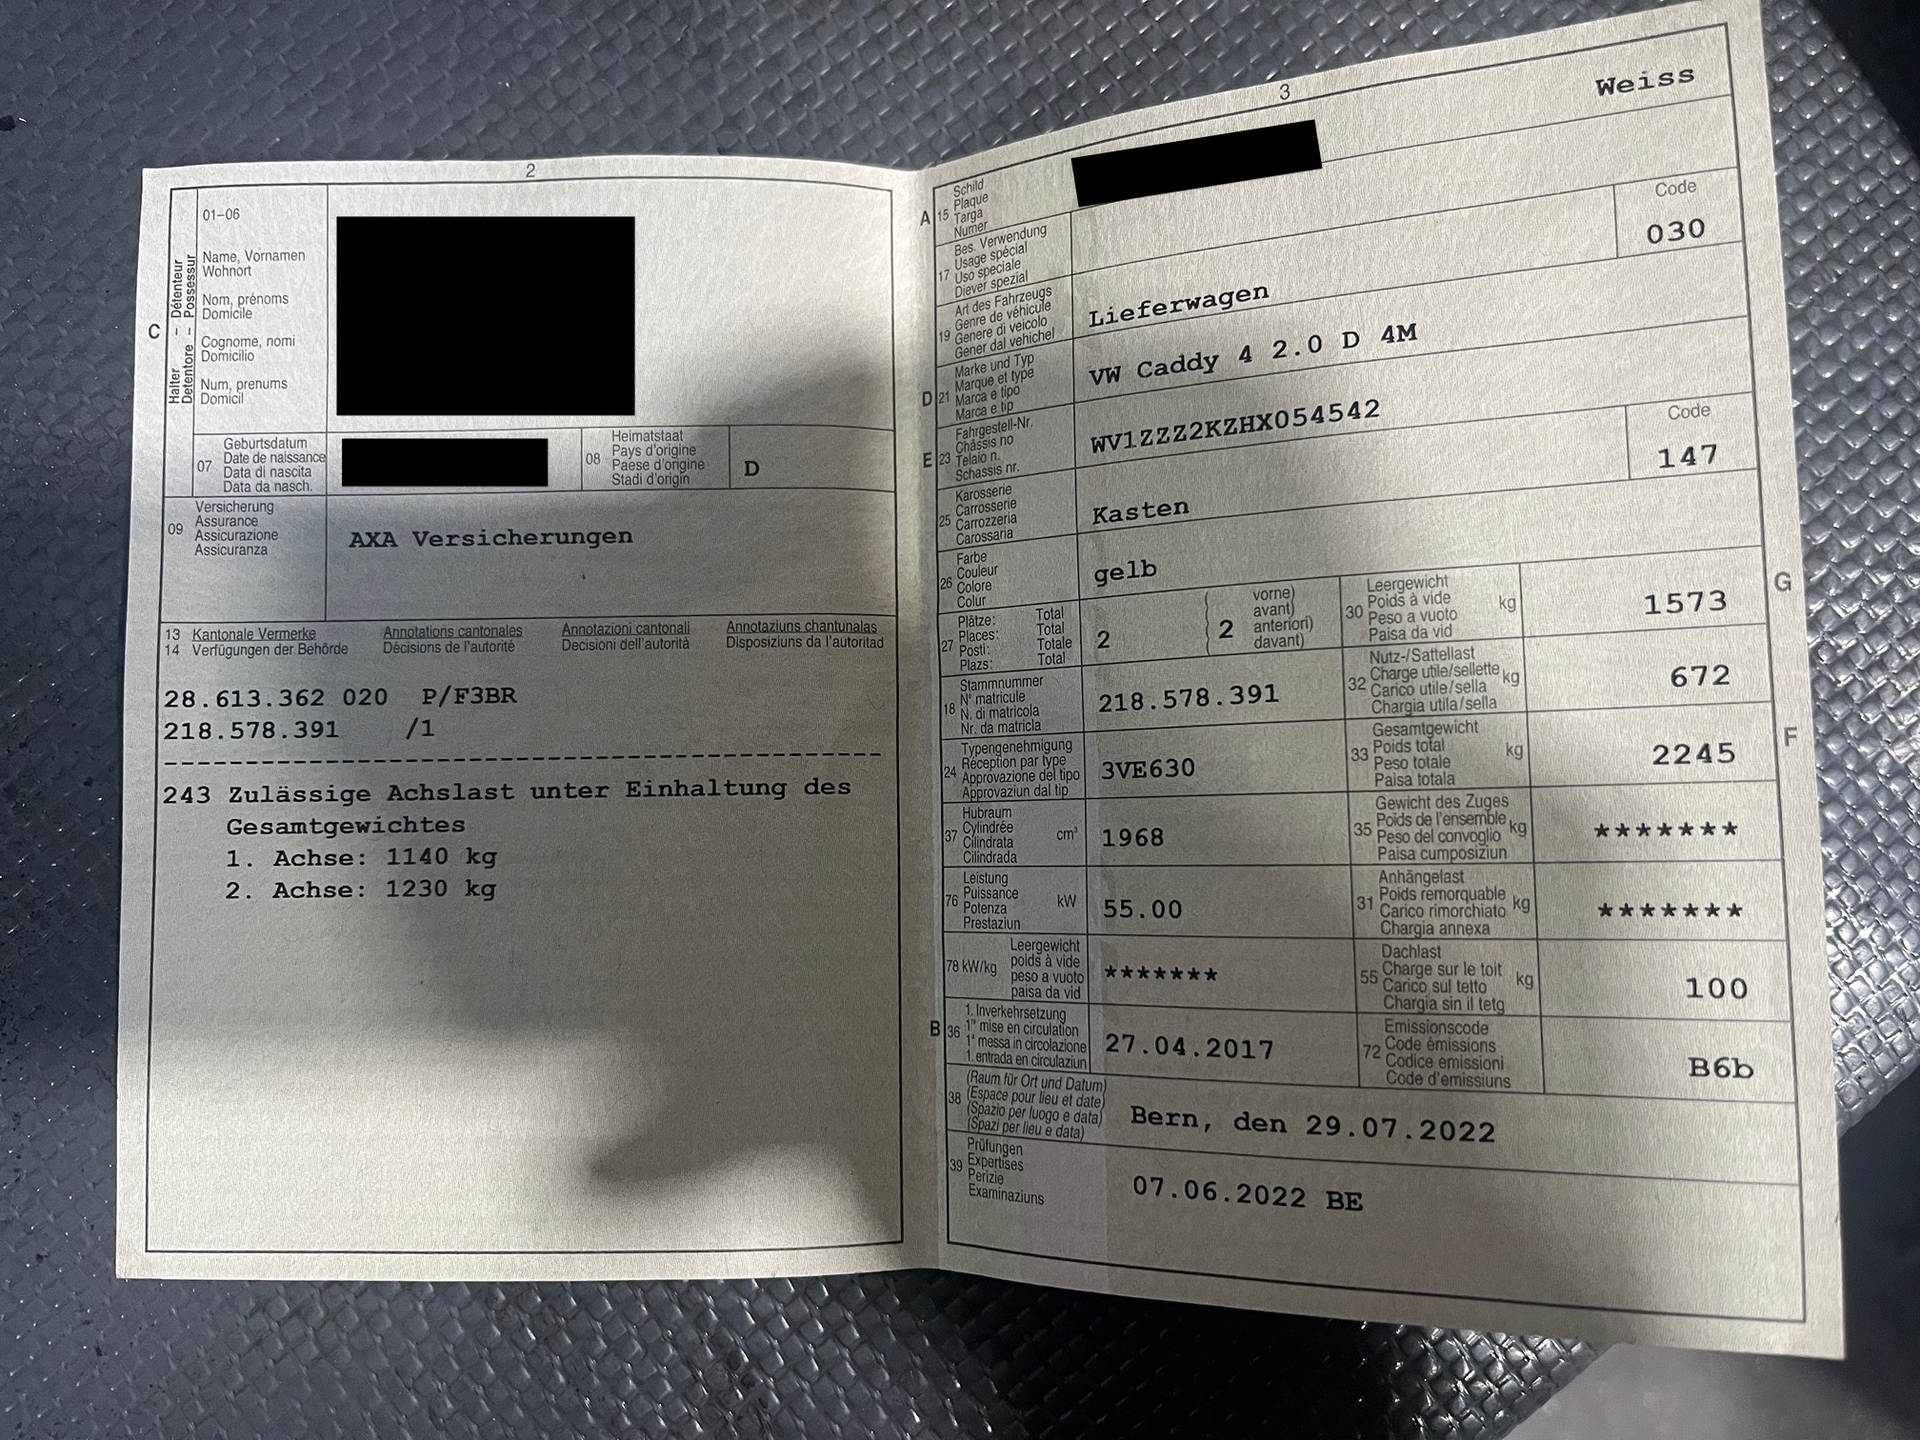 2
01-06
Name, Vornamen
Wohnort
Nom, prénoms
Domicile
Cognome, nomi
Domicilio
Num, prenums
Domicil
C
Halter – Détenteur
Detentore – Possessur
07
Geburtsdatum
Date de naissance
Data di nascita
Data da nasch.
08
Heimatstaat
Pays d'origine
Paese d'origine
Stadi d'origin
D
09
Versicherung
Assurance
Assicurazione
Assicuranza
AXA Versicherungen
13 Kantonale Vermerke Annotations cantonales Annotazioni cantonali Annotaziuns chantunalas
14 Verfügungen der Behörde Décisions de l'autorité Decisioni dell'autorità Disposiziuns da l'autoritad
28.613.362 020 P/F3BR
218.578.391 /1
243 Zulässige Achslast unter Einhaltung des
Gesamtgewichtes
1. Achse: 1140 kg
2. Achse: 1230 kg
3
Weiss
A 15
Schild
Plaque
Targa
Numer
17
Bes. Verwendung
Usage spécial
Uso speciale
Diever spezial
Code
030
19
Art des Fahrzeugs
Genre de véhicule
Genere di veicolo
Gener dal vehichel
Lieferwagen
D 21
Marke und Typ
Marque et type
Marca e tipo
Marca e tip
VW Caddy 4 2.0 D 4M
E 23
Fahrgestell-Nr.
Châssis no
Telaio n.
Schassis nr.
WV1ZZZ2KZHX054542
25
Karosserie
Carrosserie
Carrozzeria
Carossaria
Kasten
Code
147
26
Farbe
Couleur
Colore
Colur
gelb
27
Plätze: Total
Places: Total
Posti: Totale
Plazs: Total
2
2
vorne)
avant)
anteriori)
davant)
30
Leergewicht
Poids à vide kg
Peso a vuoto
Paisa da vid
1573
G
18
Stammnummer
N° matricule
N. di matricola
Nr. da matricla
218.578.391
32
Nutz-/Sattellast
Charge utile/sellette kg
Carico utile/sella
Chargia utila/sella
672
24
Typengenehmigung
Réception par type
Approvazione del tipo
Approvaziun dal tip
3VE630
33
Gesamtgewicht
Poids total kg
Peso totale
Paisa totala
2245
F
37
Hubraum
Cylindrée cm³
Cilindrata
Cilindrada
1968
35
Gewicht des Zuges
Poids de l'ensemble kg
Peso del convoglio
Paisa cumposiziun
*******
76
Leistung
Puissance kW
Potenza
Prestaziun
55.00
31
Anhängelast
Poids remorquable kg
Carico rimorchiato
Chargia annexa
*******
78 kW/kg
Leergewicht
poids à vide
peso a vuoto
paisa da vid
*******
55
Dachlast
Charge sur le toit kg
Carico sul tetto
Chargia sin il tetg
100
B 36
1. Inverkehrsetzung
1re mise en circulation
1a messa in circolazione
1. entrada en circulaziun
27.04.2017
72
Emissionscode
Code émissions
Codice emissioni
Code d'emissiuns
B6b
38
(Raum für Ort und Datum)
(Espace pour lieu et date)
(Spazio per luogo e data)
(Spazi per lieu e data)
Bern, den 29.07.2022
39
Prüfungen
Expertises
Perizie
Examinaziuns
07.06.2022 BE